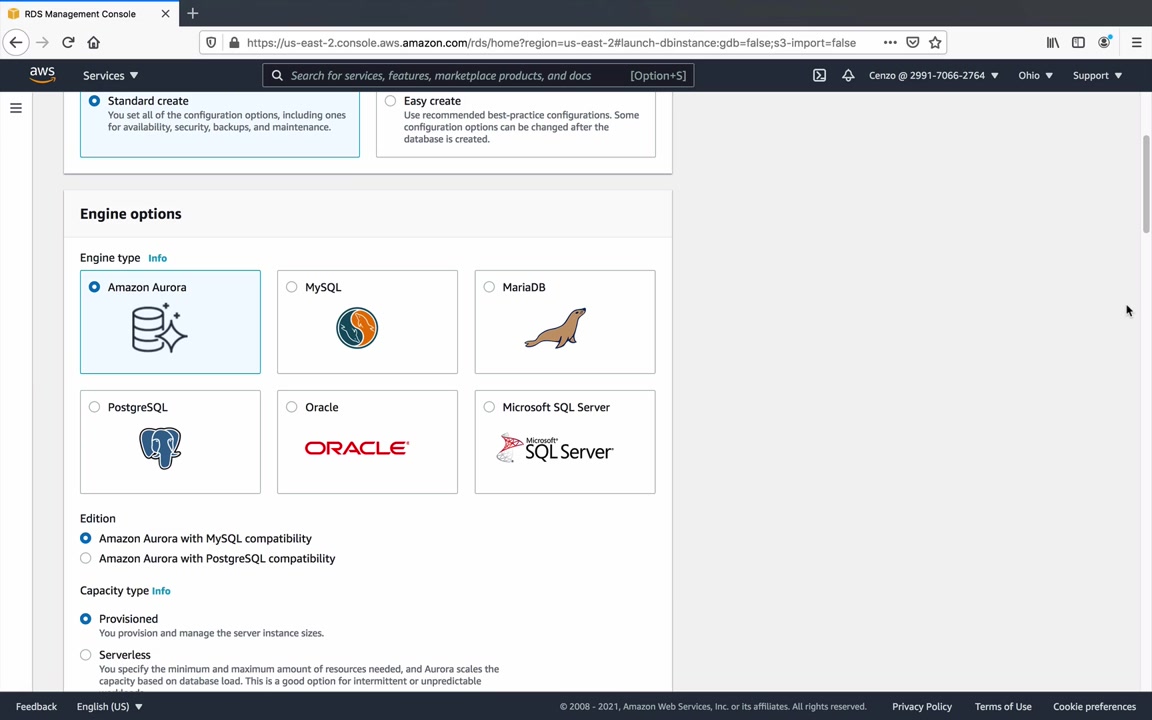 RDS Management Console
https://us-east-2.console.aws.amazon.com/rds/home?region=us-east-2#launch-dbinstance:gdb=false;s3-import=false
aws
Services
Search for services, features, marketplace products, and docs [Option+S]
Cenzo @ 2991-7066-2764
Ohio
Support
Standard create
You set all of the configuration options, including ones
for availability, security, backups, and maintenance.
Easy create
Use recommended best-practice configurations. Some
configuration options can be changed after the
database is created.
Engine options
Engine type Info
Amazon Aurora
MySQL
MariaDB
PostgreSQL
Oracle
ORACLE
Microsoft SQL Server
Microsoft
SQL Server
Edition
Amazon Aurora with MySQL compatibility
Amazon Aurora with PostgreSQL compatibility
Capacity type Info
Provisioned
You provision and manage the server instance sizes.
Serverless
You specify the minimum and maximum amount of resources needed, and Aurora scales the
capacity based on database load. This is a good option for intermittent or unpredictable
Feedback
English (US)
© 2008 - 2021, Amazon Web Services, Inc. or its affiliates. All rights reserved.
Privacy Policy
Terms of Use
Cookie preferences